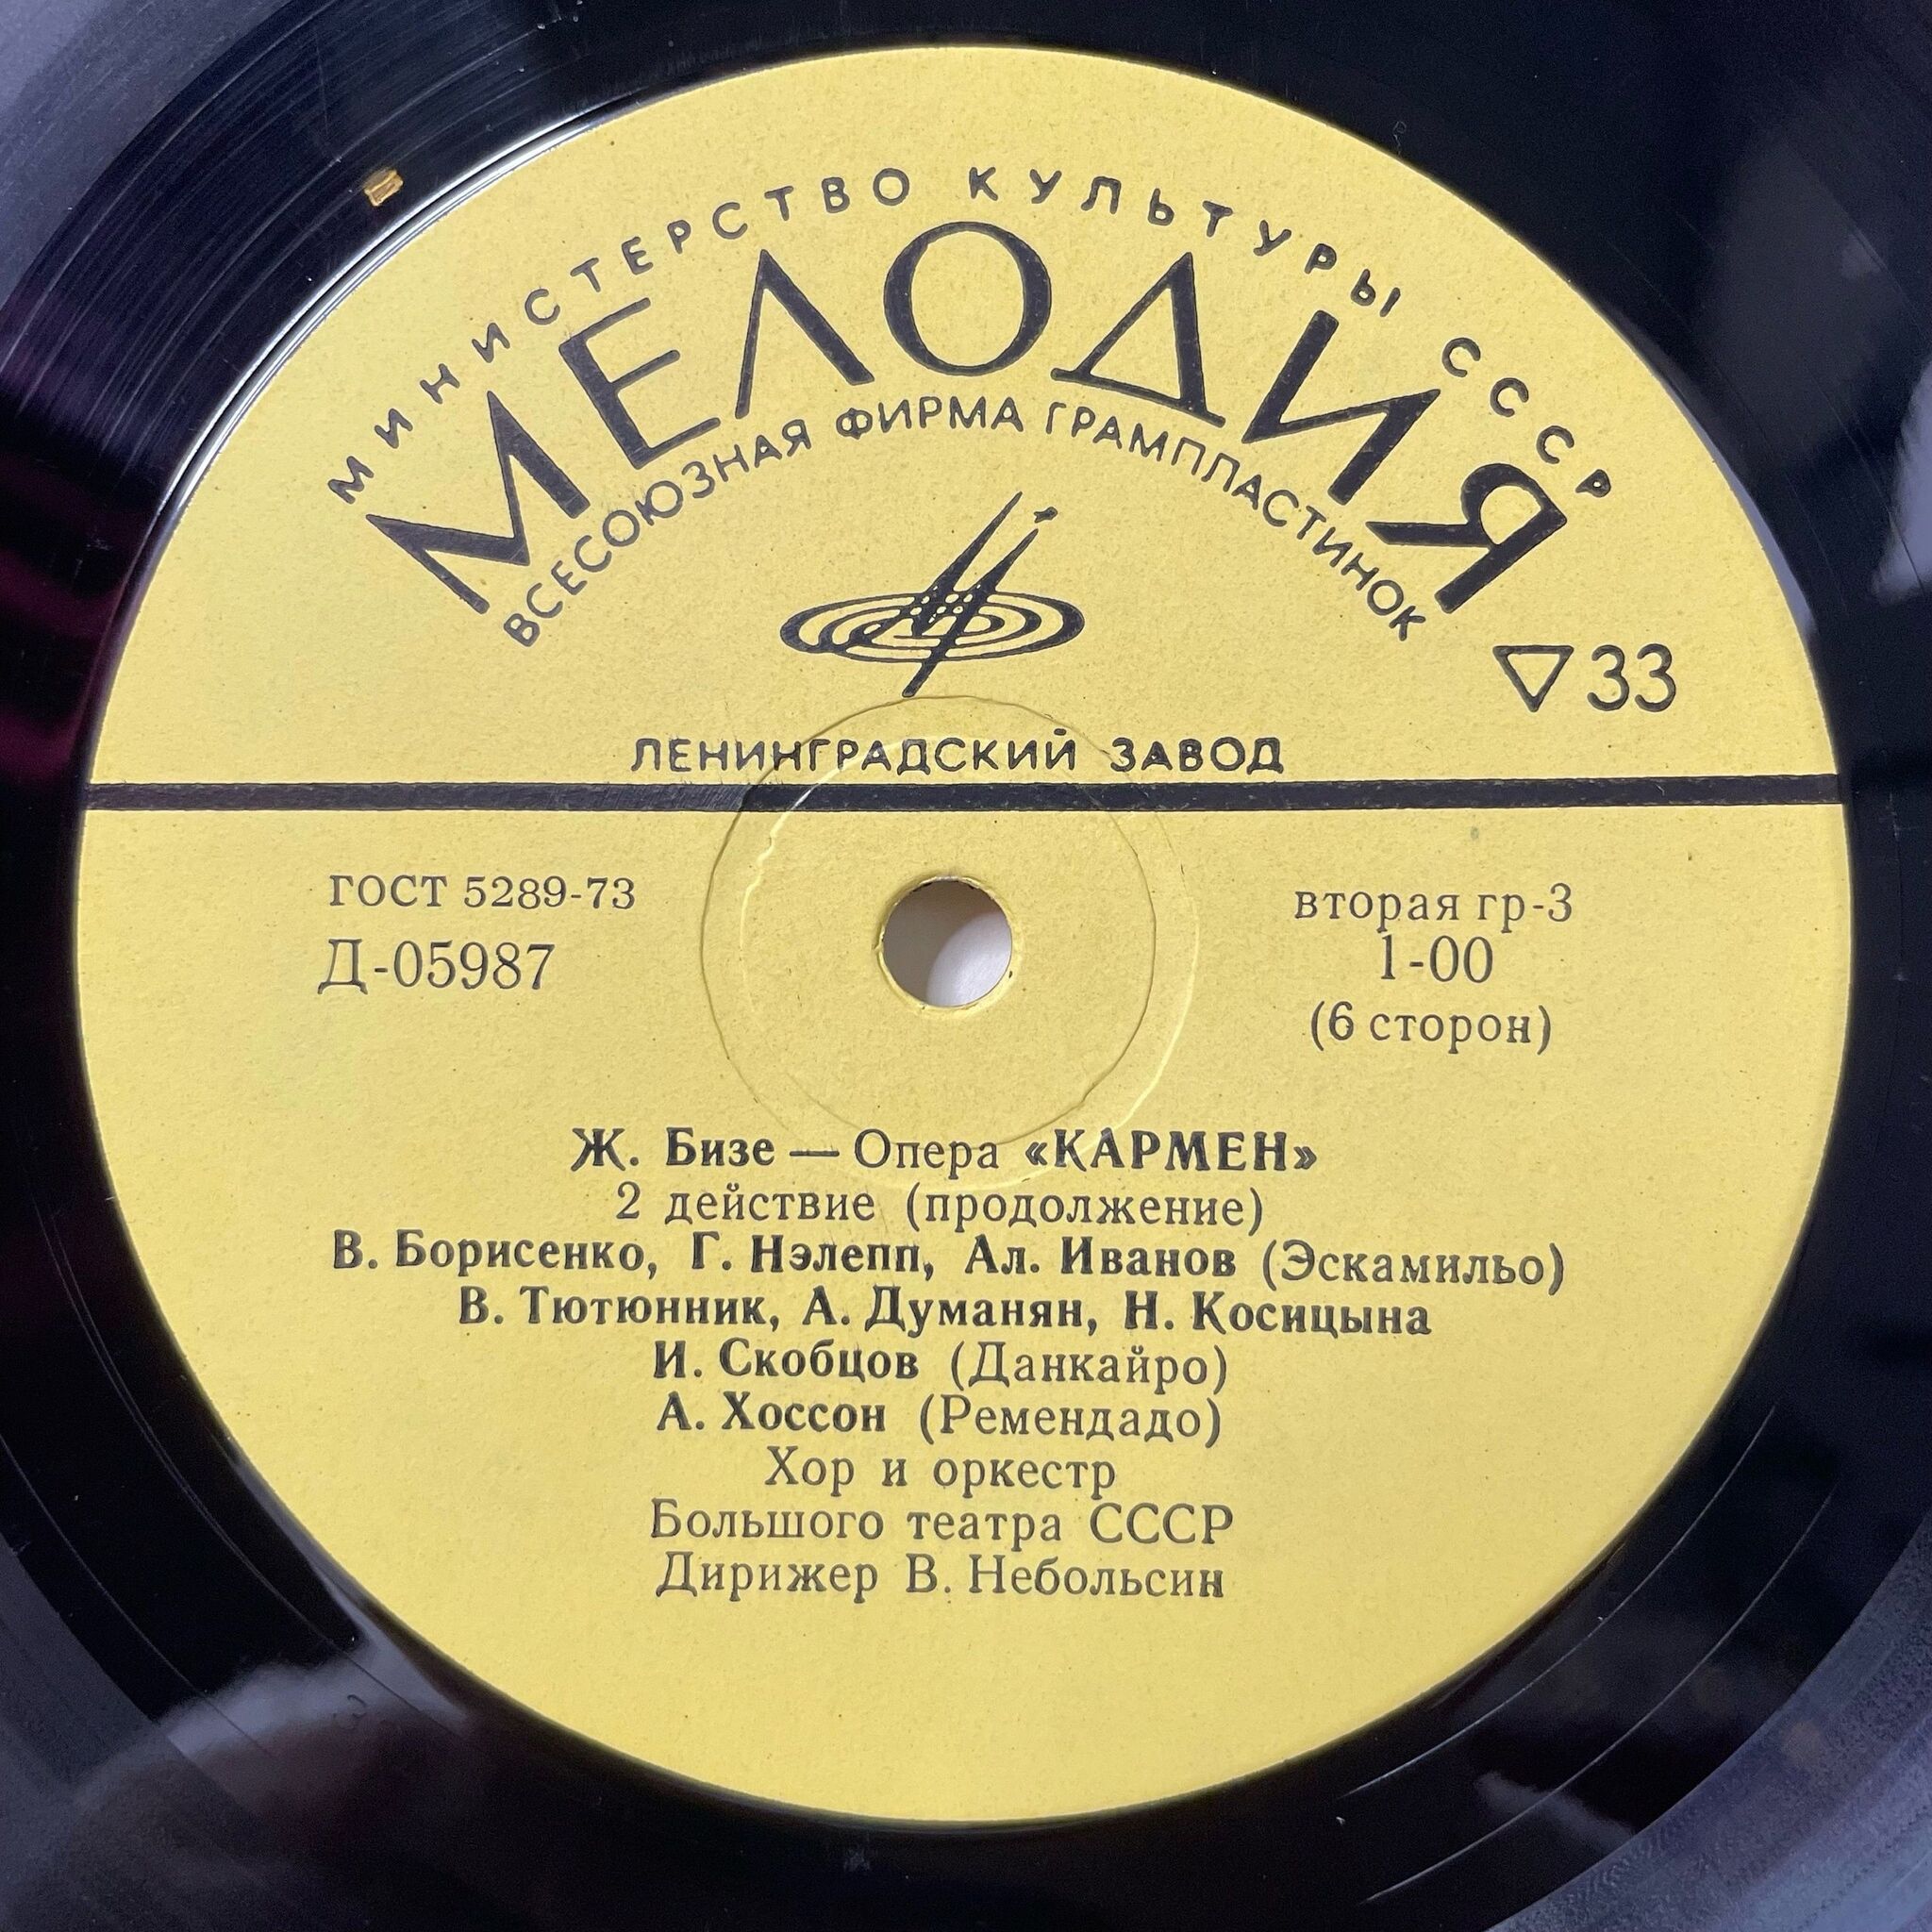 МИНИСТЕРСТВО КУЛЬТУРЫ СССР
МЕЛОДИЯ
ВСЕСОЮЗНАЯ ФИРМА ГРАМПЛАСТИНОК
33
ЛЕНИНГРАДСКИЙ ЗАВОД
ГОСТ 5289-73
Д-05987
вторая гр-3
1-00
(6 сторон)
Ж. Бизе — Опера «КАРМЕН»
2 действие (продолжение)
В. Борисенко, Г. Нэлепп, Ал. Иванов (Эскамильо)
В. Тютюнник, А. Думанян, Н. Косицына
И. Скобцов (Данкайро)
А. Хоссон (Ремендадо)
Хор и оркестр
Большого театра СССР
Дирижер В. Небольсин